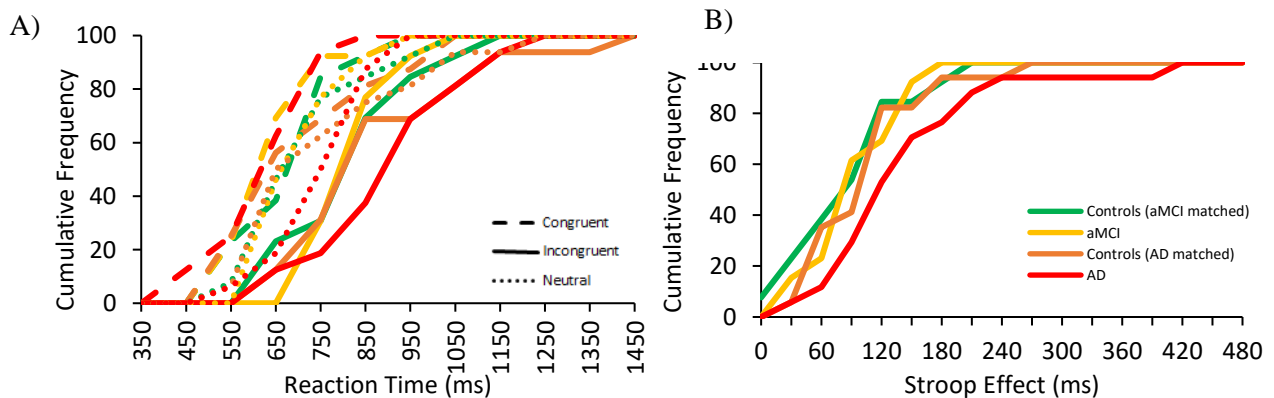 A)
Cumulative Frequency
100
80
60
40
20
0
350
450
550
650
750
850
950
1050
1150
1250
1350
1450
Reaction Time (ms)
Congruent
Incongruent
Neutral
B)
Cumulative Frequency
100
80
60
40
20
0
0
60
120
180
240
300
360
420
480
Stroop Effect (ms)
Controls (aMCI matched)
aMCI
Controls (AD matched)
AD